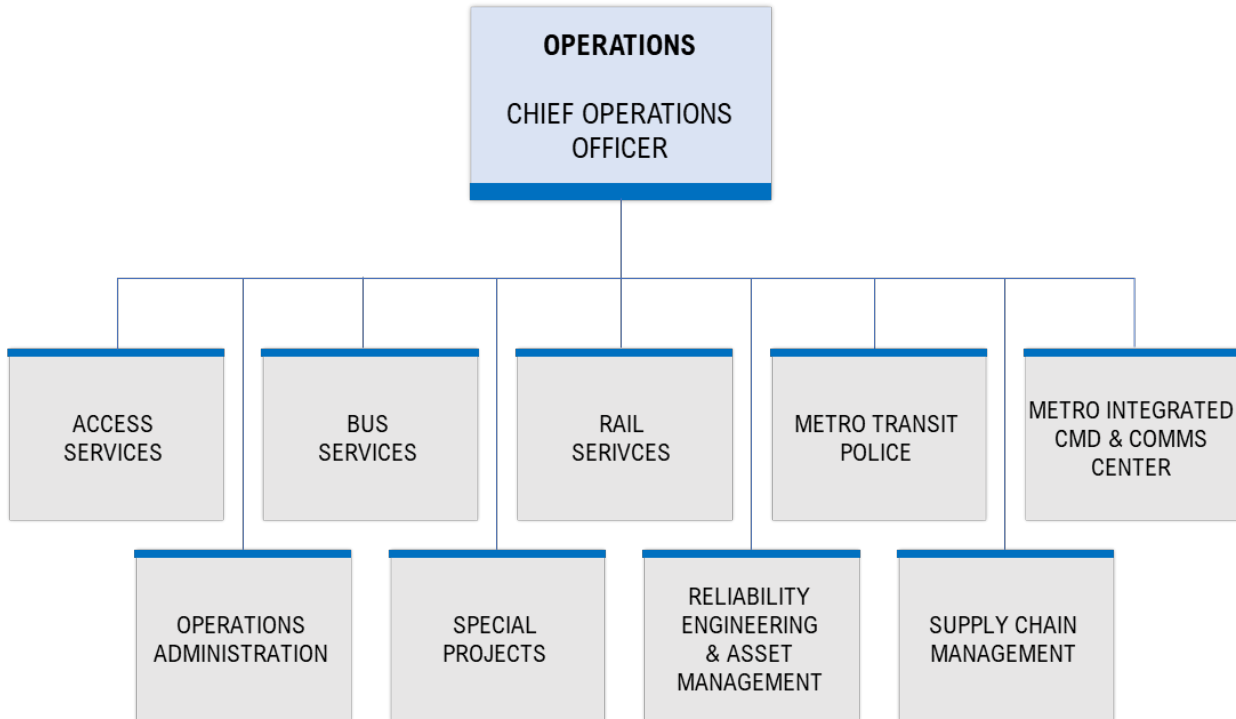 OPERATIONS
CHIEF OPERATIONS
OFFICER
ACCESS
SERVICES
BUS
SERVICES
RAIL
SERIVCES
METRO TRANSIT
POLICE
METRO INTEGRATED
CMD & COMMS
CENTER
OPERATIONS
ADMINISTRATION
SPECIAL
PROJECTS
RELIABILITY
ENGINEERING
& ASSET
MANAGEMENT
SUPPLY CHAIN
MANAGEMENT